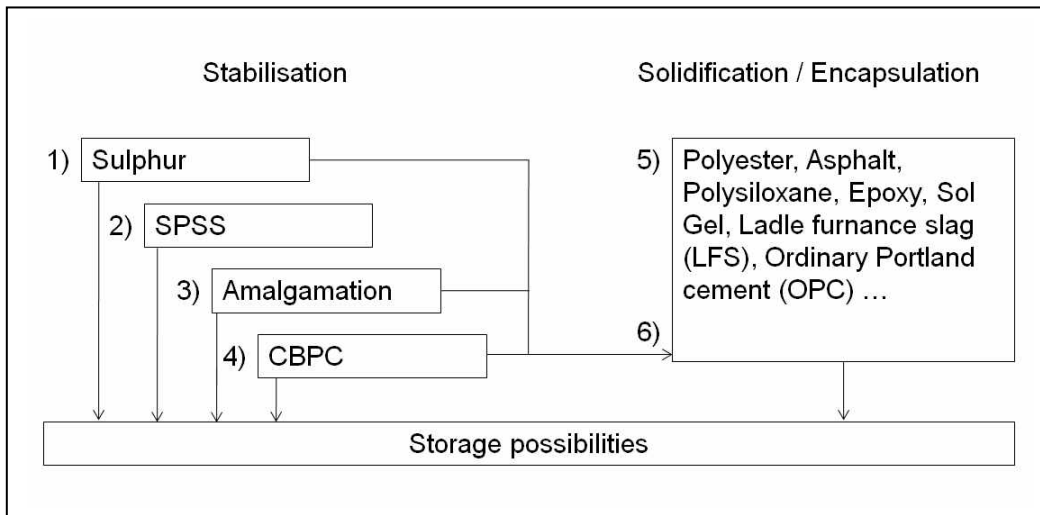 Stabilisation
Solidification / Encapsulation
1) Sulphur
2) SPSS
3) Amalgamation
4) CBPC
5) Polyester, Asphalt,
Polysiloxane, Epoxy, Sol
Gel, Ladle furnance slag
(LFS), Ordinary Portland
cement (OPC) ...
6)
Storage possibilities